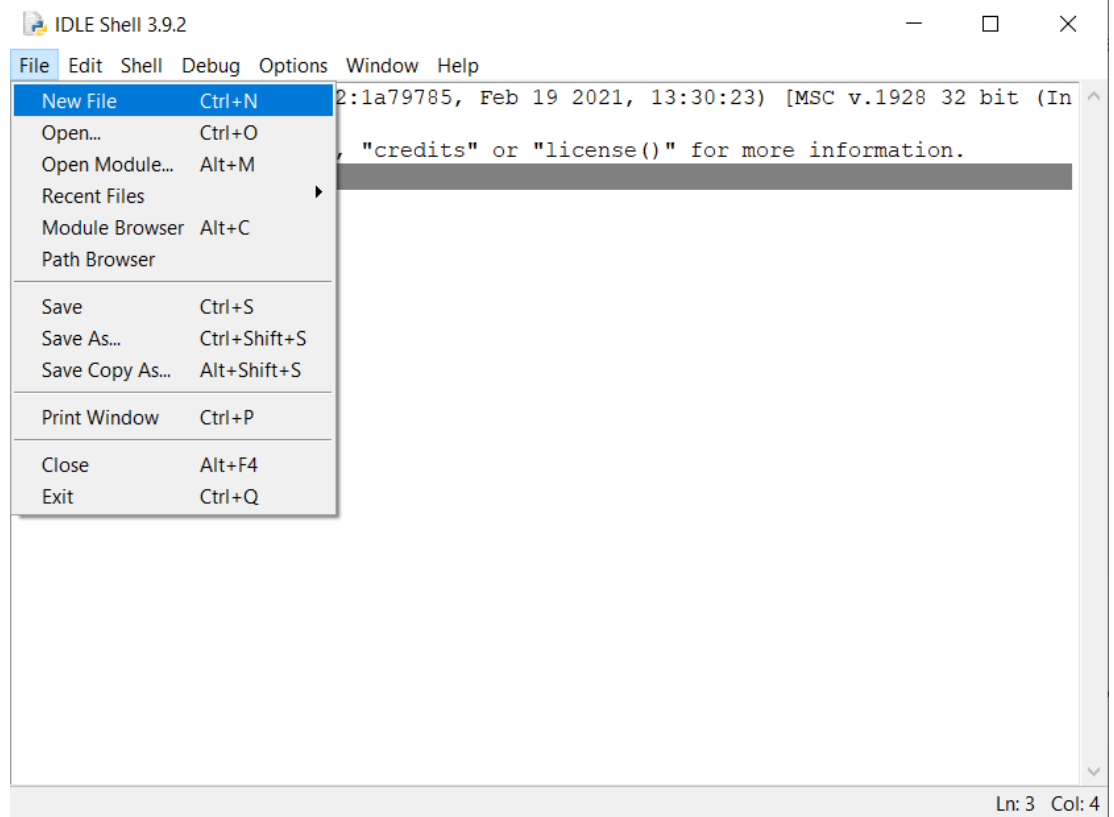 IDLE Shell 3.9.2
File Edit Shell Debug Options Window Help
New File Ctrl+N
Open... Ctrl+O
Open Module... Alt+M
Recent Files
Module Browser Alt+C
Path Browser
Save Ctrl+S
Save As... Ctrl+Shift+S
Save Copy As... Alt+Shift+S
Print Window Ctrl+P
Close Alt+F4
Exit Ctrl+Q
2:1a79785, Feb 19 2021, 13:30:23) [MSC v.1928 32 bit (In
, "credits" or "license()" for more information.
Ln: 3 Col: 4